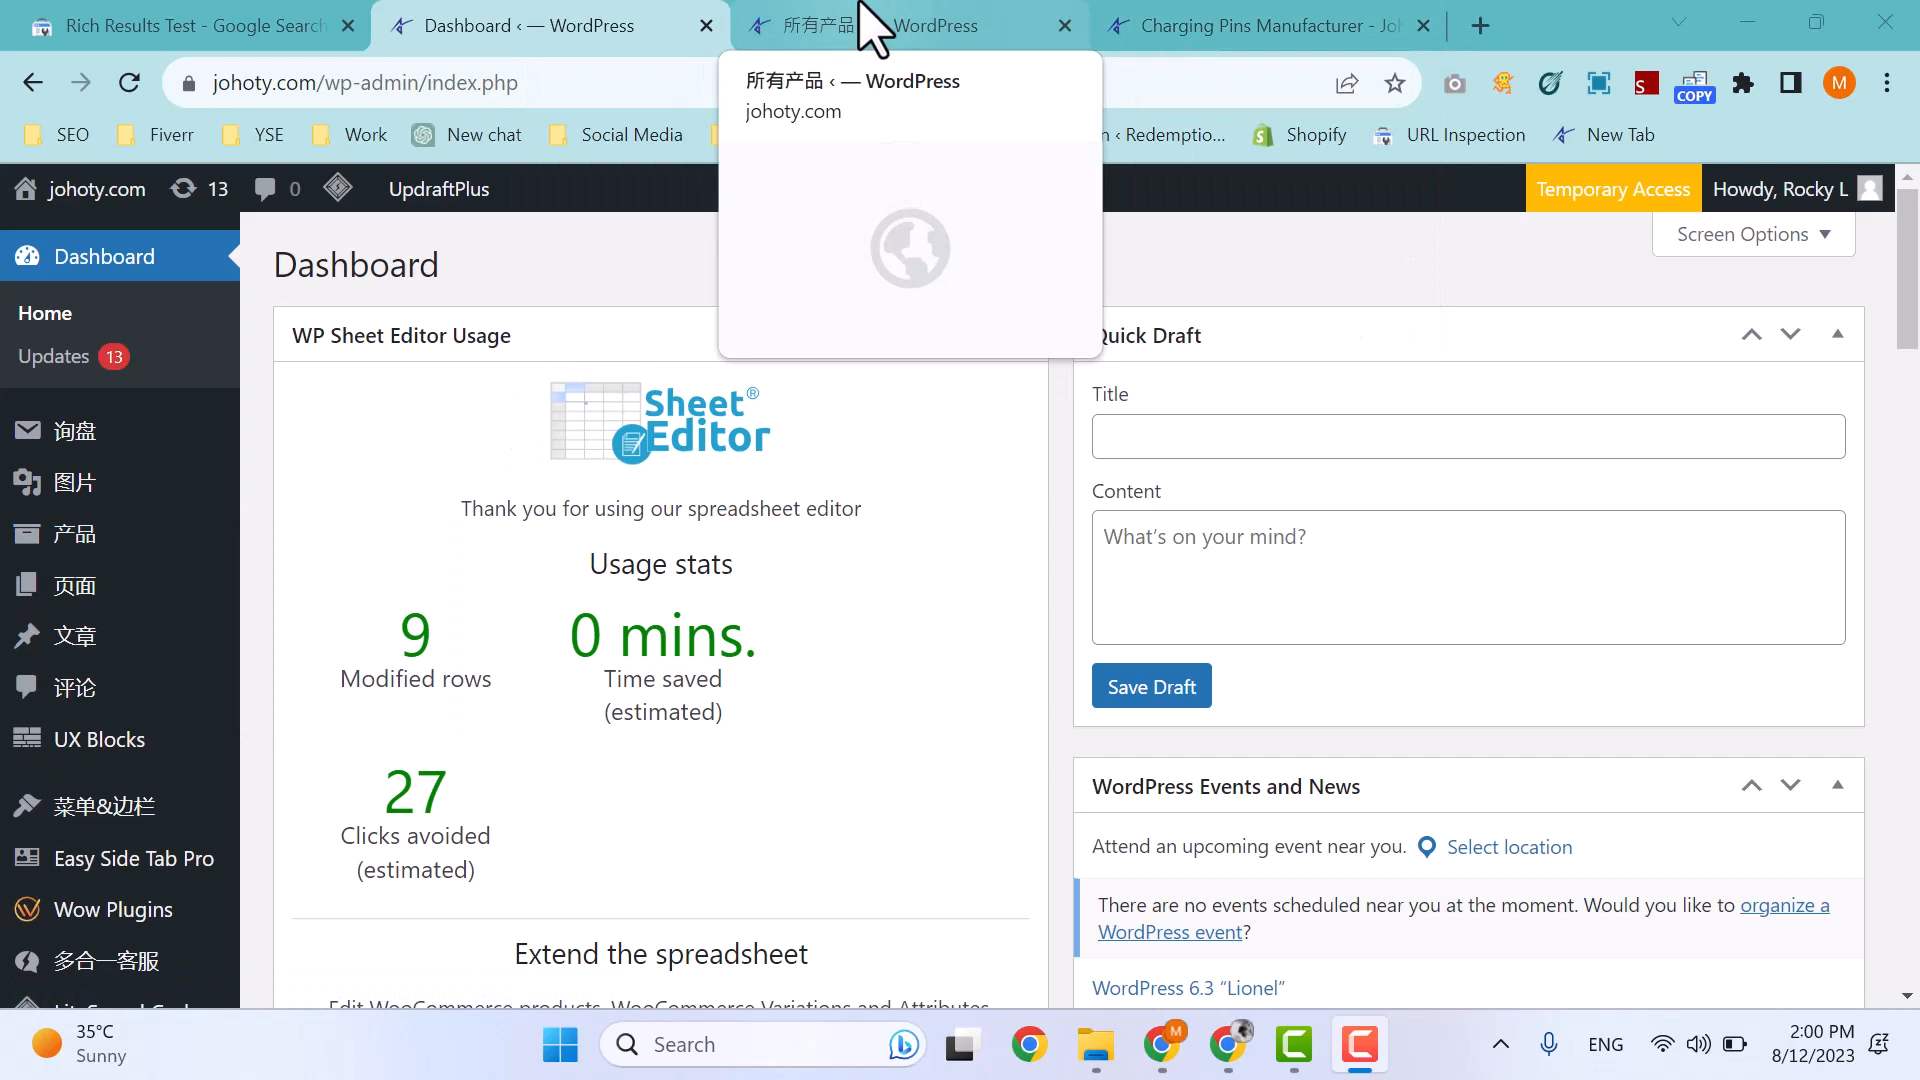 Rich Results Test - Google Search
Dashboard ‹ — WordPress
所有产品
WordPress
Charging Pins Manufacturer - Joh
johoty.com/wp-admin/index.php
所有产品 ‹ — WordPress
johoty.com
COPY
M
SEO
Fiverr
YSE
Work
New chat
Social Media
n ‹ Redemptio...
Shopify
URL Inspection
New Tab
johoty.com
13
0
UpdraftPlus
Temporary Access
Howdy, Rocky L
Dashboard
Home
Updates 13
询盘
图片
产品
页面
文章
评论
UX Blocks
菜单&边栏
Easy Side Tab Pro
Wow Plugins
多合一客服
Screen Options
Dashboard
WP Sheet Editor Usage
Sheet®
Editor
Thank you for using our spreadsheet editor
Usage stats
9
Modified rows
0 mins.
Time saved
(estimated)
27
Clicks avoided
(estimated)
Extend the spreadsheet
Edit WooCommerce products, WooCommerce Variations and Attributes
Quick Draft
Title
Content
What's on your mind?
Save Draft
WordPress Events and News
Attend an upcoming event near you.
Select location
There are no events scheduled near you at the moment. Would you like to organize a
WordPress event?
WordPress 6.3 “Lionel”
35°C
Sunny
Search
M
ENG
2:00 PM
8/12/2023